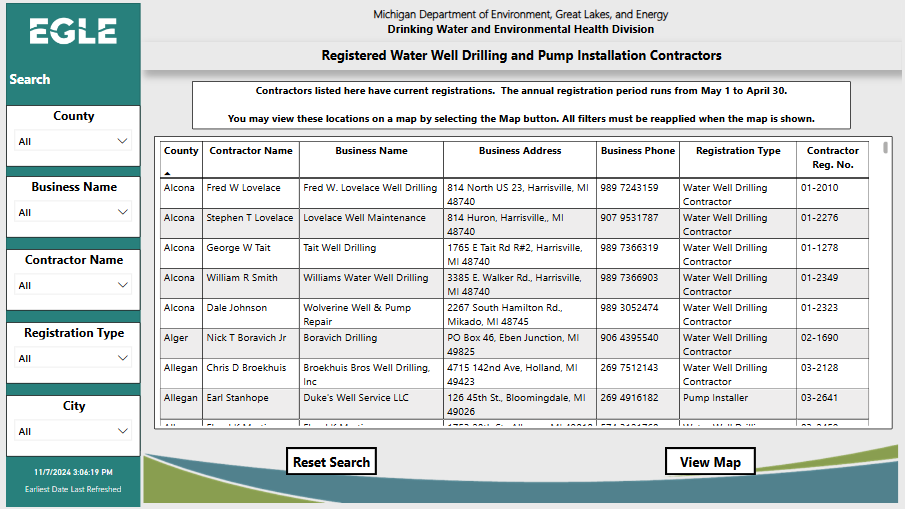 EGLE
Michigan Department of Environment, Great Lakes, and Energy
Drinking Water and Environmental Health Division
Registered Water Well Drilling and Pump Installation Contractors
Search
County
All
Business Name
All
Contractor Name
All
Registration Type
All
City
All
11/7/2024 3:06:19 PM
Earliest Date Last Refreshed
Contractors listed here have current registrations. The annual registration period runs from May 1 to April 30.
You may view these locations on a map by selecting the Map button. All filters must be reapplied when the map is shown.
County Contractor Name Business Name Business Address Business Phone Registration Type Contractor
Reg. No.
Alcona Fred W Lovelace Fred W. Lovelace Well Drilling 814 North US 23, Harrisville, MI 989 7243159 Water Well Drilling 01-2010
48740 Contractor
Alcona Stephen T Lovelace Lovelace Well Maintenance 814 Huron, Harrisville,, MI 907 9531787 Water Well Drilling 01-2276
48740 Contractor
Alcona George W Tait Tait Well Drilling 1765 E Tait Rd R#2, Harrisville, 989 7366319 Water Well Drilling 01-1278
MI 48740 Contractor
Alcona William R Smith Williams Water Well Drilling 3385 E. Walker Rd., Harrisville, 989 7366903 Water Well Drilling 01-2349
MI 48740 Contractor
Alcona Dale Johnson Wolverine Well & Pump 2267 South Hamilton Rd., 989 3052474 Water Well Drilling 01-2323
Repair Mikado, MI 48745 Contractor
Alger Nick T Boravich Jr Boravich Drilling PO Box 46, Eben Junction, MI 906 4395540 Water Well Drilling 02-1690
49825 Contractor
Allegan Chris D Broekhuis Broekhuis Bros Well Drilling, 4715 142nd Ave, Holland, MI 269 7512143 Water Well Drilling 03-2128
Inc 49423 Contractor
Allegan Earl Stanhope Duke's Well Service LLC 126 45th St., Bloomingdale, MI 269 4916182 Pump Installer 03-2641
49026
Reset Search
View Map